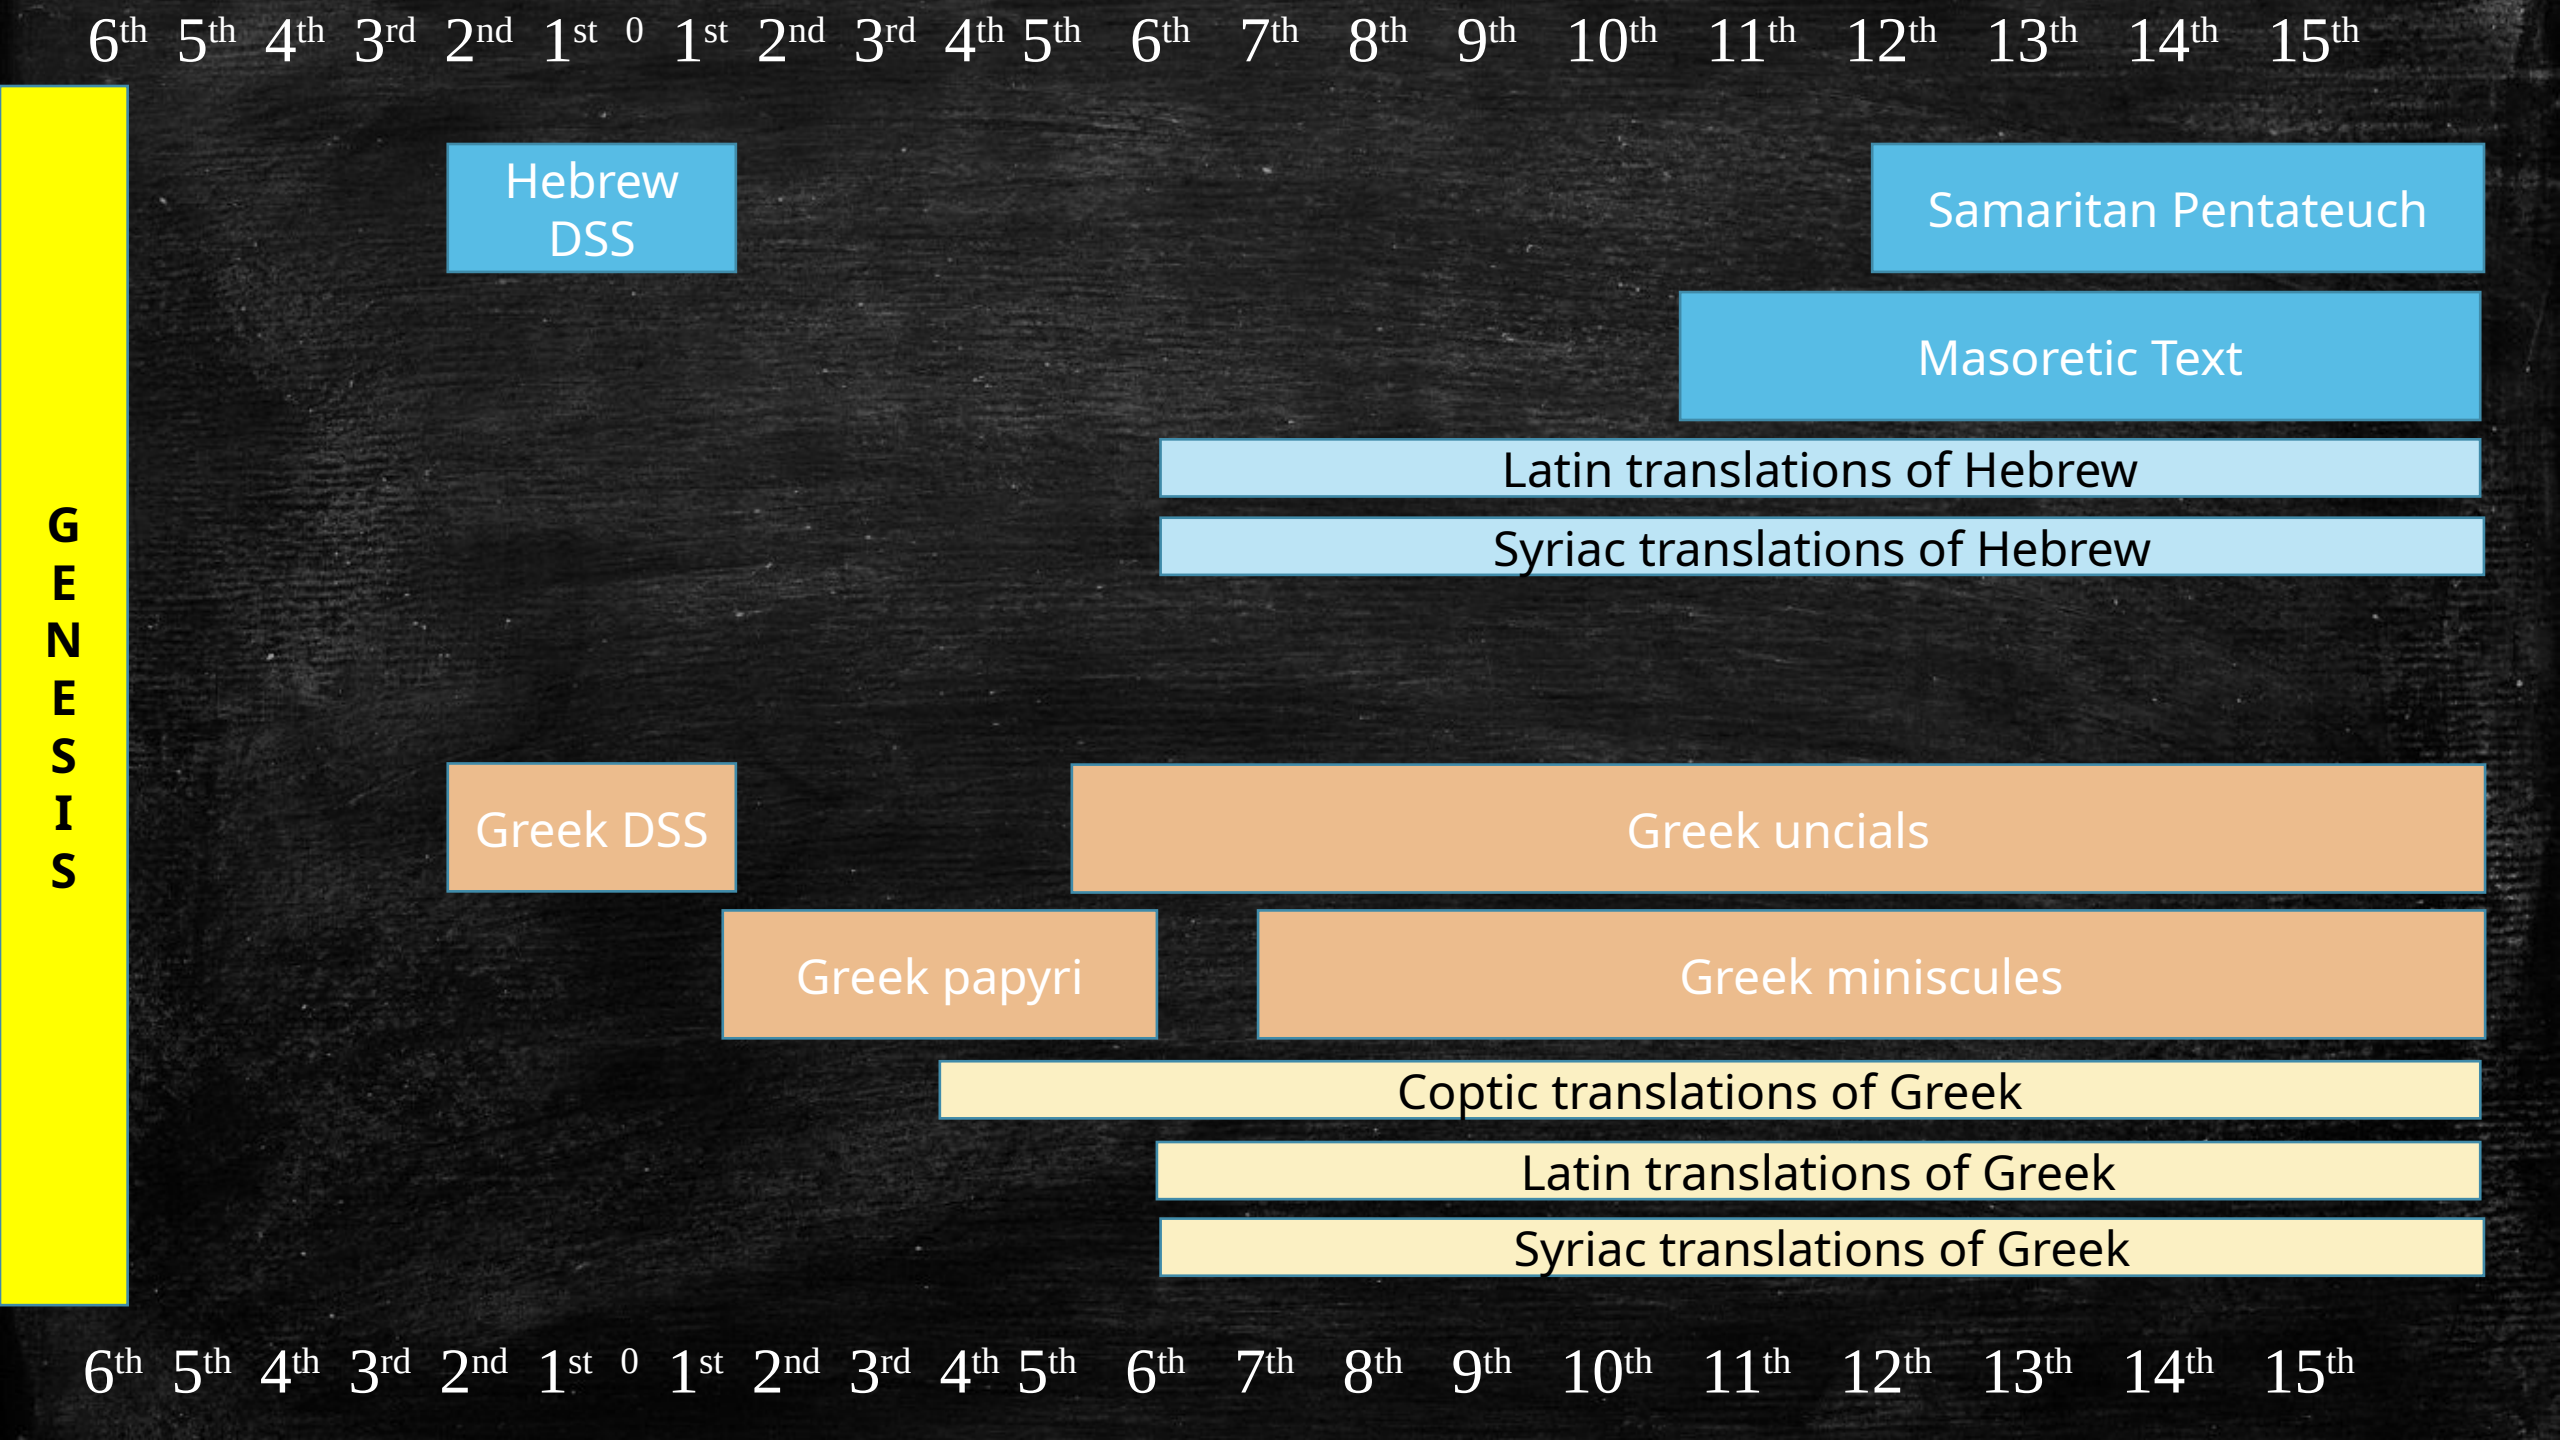 6th 5th 4th 3rd 2nd 1st 0 1st 2nd 3rd 4th 5th 6th 7th 8th 9th 10th 11th 12th 13th 14th 15th
G
E
N
E
S
I
S
Hebrew
DSS
Samaritan Pentateuch
Masoretic Text
Latin translations of Hebrew
Syriac translations of Hebrew
Greek DSS
Greek uncials
Greek papyri
Greek miniscules
Coptic translations of Greek
Latin translations of Greek
Syriac translations of Greek
6th 5th 4th 3rd 2nd 1st 0 1st 2nd 3rd 4th 5th 6th 7th 8th 9th 10th 11th 12th 13th 14th 15th